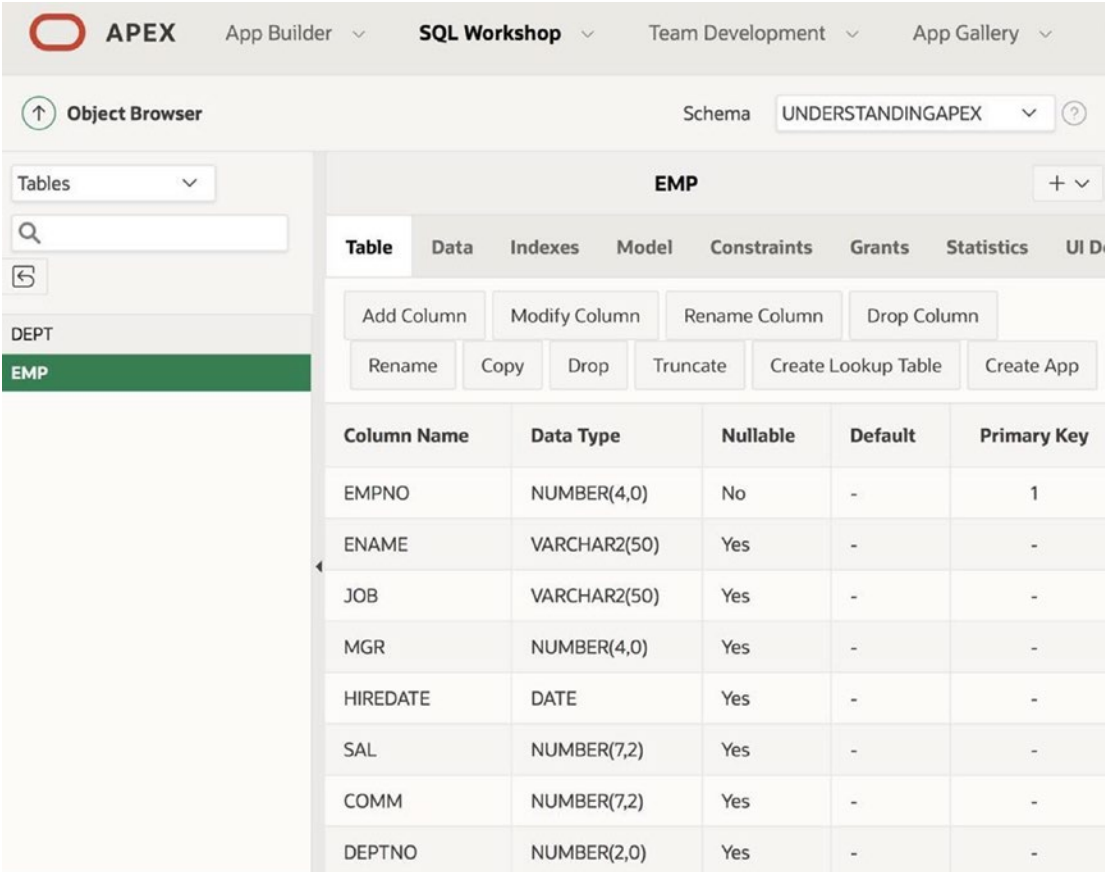 APEX App Builder SQL Workshop Team Development App Gallery
Object Browser Schema UNDERSTANDINGAPEX ?
Tables
DEPT
EMP
EMP
Table Data Indexes Model Constraints Grants Statistics UI D
Add Column Modify Column Rename Column Drop Column
Rename Copy Drop Truncate Create Lookup Table Create App
Column Name Data Type Nullable Default Primary Key
EMPNO NUMBER(4,0) No - 1
ENAME VARCHAR2(50) Yes - -
JOB VARCHAR2(50) Yes - -
MGR NUMBER(4,0) Yes - -
HIREDATE DATE Yes - -
SAL NUMBER(7,2) Yes - -
COMM NUMBER(7,2) Yes - -
DEPTNO NUMBER(2,0) Yes - -